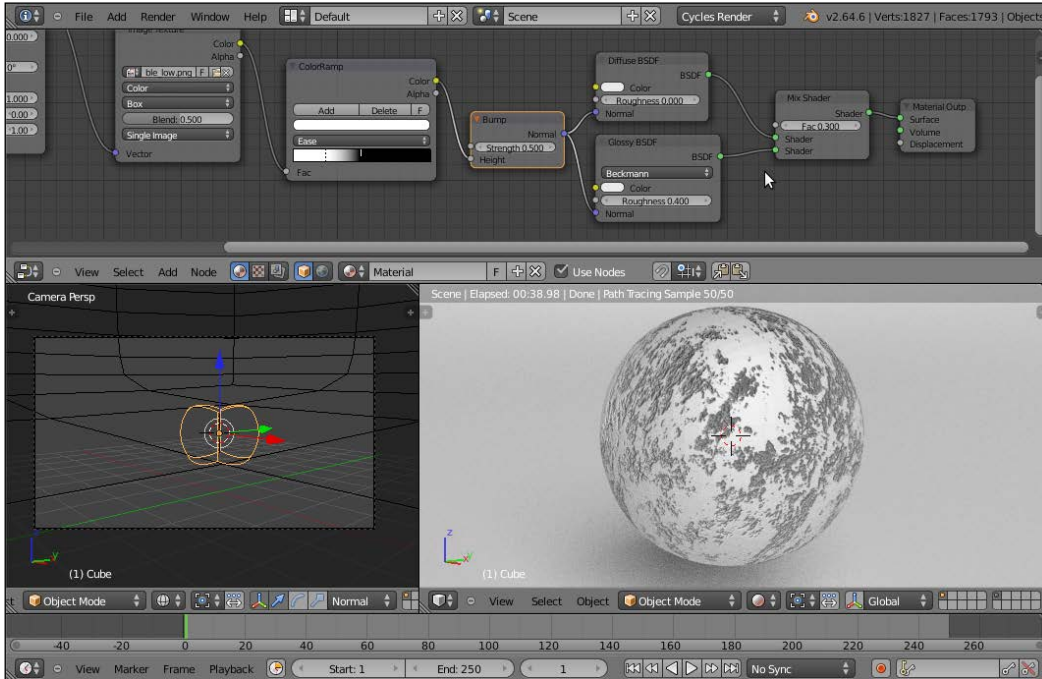 File Add Render Window Help Default Scene Cycles Render v2.64.6 | Verts:1827 | Faces:1793 | Objects
0.000
0°
1.000
0.00
1.00
Image Texture
Color
Alpha
ble_low.png F
Color
Box
Blend: 0.500
Single Image
Vector
ColorRamp
Color
Alpha
Add Delete F
Ease
Fac
Bump
Normal
Strength 0.500
Height
Diffuse BSDF
BSDF
Color
Roughness 0.000
Normal
Glossy BSDF
BSDF
Beckmann
Color
Roughness 0.400
Normal
Mix Shader
Shader
Fac 0.300
Shader
Shader
Material Outp
Surface
Volume
Displacement
View Select Add Node Material F Use Nodes
Camera Persp
z
y
(1) Cube
Object Mode Normal
Scene | Elapsed: 00:38.98 | Done | Path Tracing Sample 50/50
z
y
(1) Cube
View Select Object Object Mode Global
-40 -20 0 20 40 60 80 100 120 140 160 180 200 220 240 260
View Marker Frame Playback Start: 1 End: 250 1 No Sync